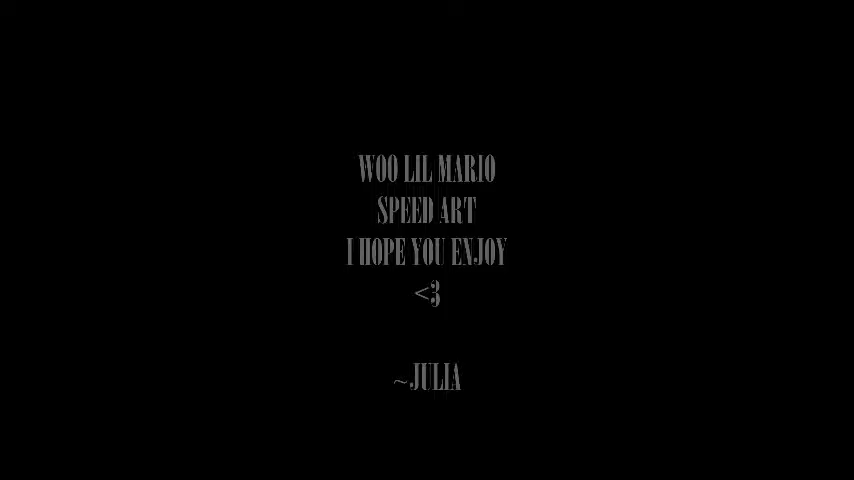 WOO LIL MARIO
SPEED ART
I HOPE YOU ENJOY
<3
~JULIA